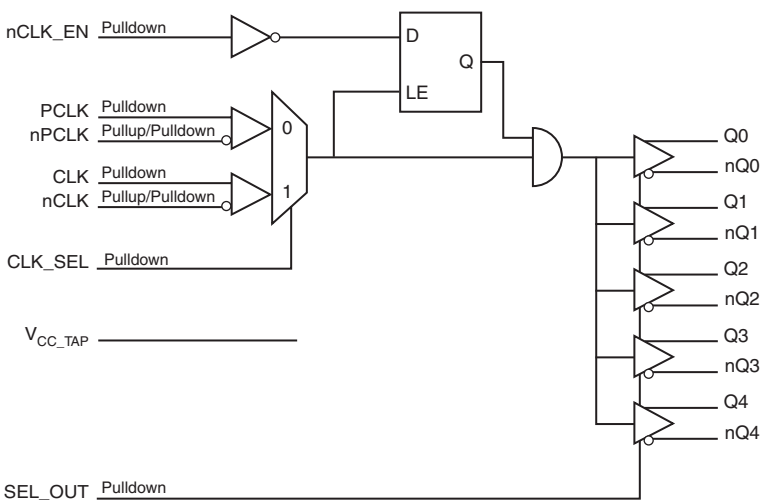 nCLK_EN Pulldown
D
Q
LE
PCLK Pulldown
nPCLK Pullup/Pulldown
0
CLK Pulldown
nCLK Pullup/Pulldown
1
CLK_SEL Pulldown
VCC_TAP
SEL_OUT Pulldown
Q0
nQ0
Q1
nQ1
Q2
nQ2
Q3
nQ3
Q4
nQ4